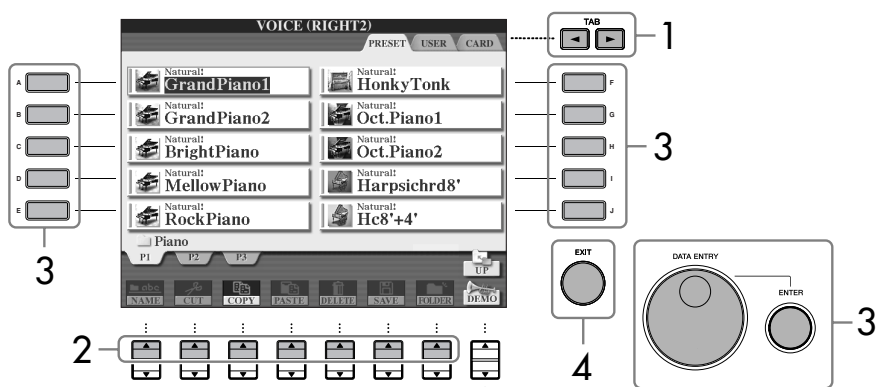 VOICE (RIGHT2)
PRESET USER CARD
TAB
1
A
B
C
D
E
3
Natural!
GrandPiano1
Natural!
GrandPiano2
Natural!
BrightPiano
Natural!
MellowPiano
Natural!
RockPiano
Natural!
HonkyTonk
Natural!
Oct.Piano1
Natural!
Oct.Piano2
Natural!
Harpsichrd8'
Natural!
Hc8'+4'
F
G
H
I
J
3
Piano
P1 P2 P3
UP
abc
NAME CUT COPY PASTE DELETE SAVE FOLDER DEMO
2
EXIT
4
DATA ENTRY
ENTER
3